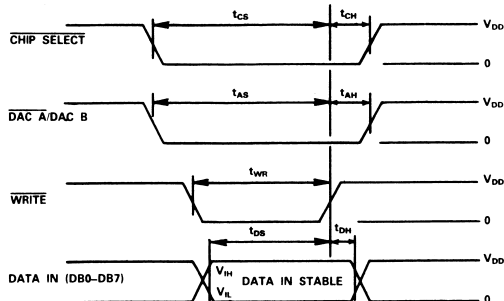 tCS tCH VDD
CHIP SELECT
0
tAS tAH VDD
DAC A/DAC B
0
tWR VDD
WRITE
0
tDS tDH
VDD
VIH
DATA IN (DB0–DB7) DATA IN STABLE
VIL
0